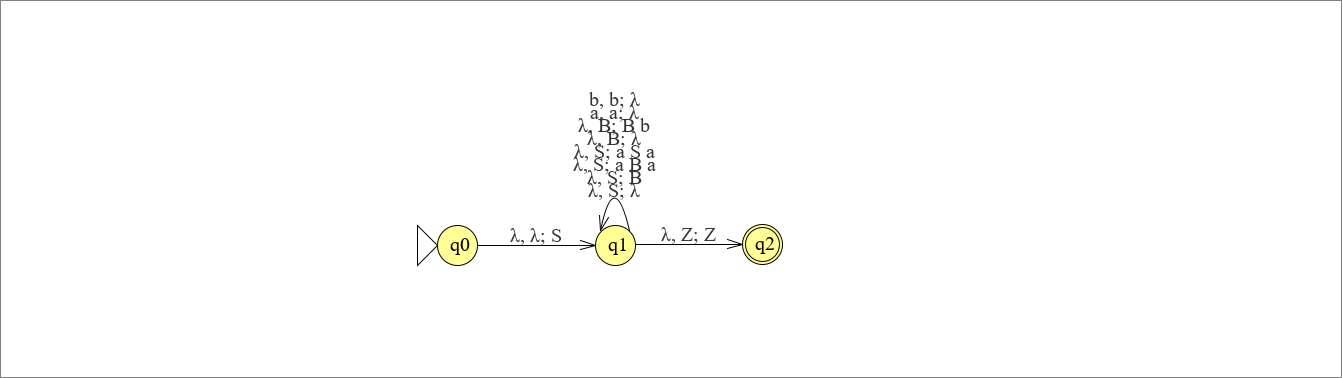 b, b; λ
a, a; λ
λ, B; B b
λ, B; λ
λ, S; a S a
λ, S; a B a
λ, S; B
λ, S; λ
λ, λ; S
λ, Z; Z
q0
q1
q2